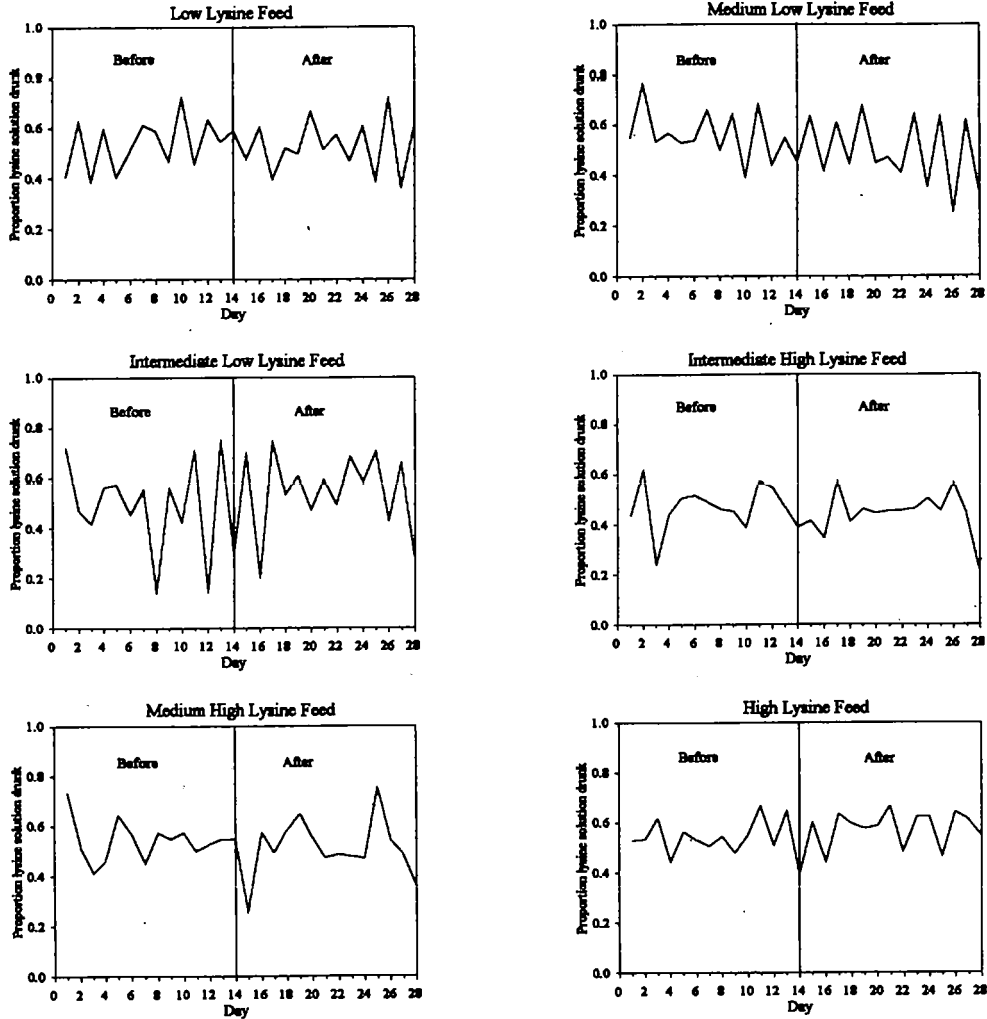 Low Lysine Feed
Proportion lysine solution drunk
1.0
0.8
0.6
0.4
0.2
0.0
Before
After
0 2 4 6 8 10 12 14 16 18 20 22 24 26 28
Day
Medium Low Lysine Feed
Proportion lysine solution drunk
1.0
0.8
0.6
0.4
0.2
0.0
Before
After
0 2 4 6 8 10 12 14 16 18 20 22 24 26 28
Day
Intermediate Low Lysine Feed
Proportion lysine solution drunk
1.0
0.8
0.6
0.4
0.2
0.0
Before
After
0 2 4 6 8 10 12 14 16 18 20 22 24 26 28
Day
Intermediate High Lysine Feed
Proportion lysine solution drunk
1.0
0.8
0.6
0.4
0.2
0.0
Before
After
0 2 4 6 8 10 12 14 16 18 20 22 24 26 28
Day
Medium High Lysine Feed
Proportion lysine solution drunk
1.0
0.8
0.6
0.4
0.2
0.0
Before
After
0 2 4 6 8 10 12 14 16 18 20 22 24 26 28
Day
High Lysine Feed
Proportion lysine solution drunk
1.0
0.8
0.6
0.4
0.2
0.0
Before
After
0 2 4 6 8 10 12 14 16 18 20 22 24 26 28
Day